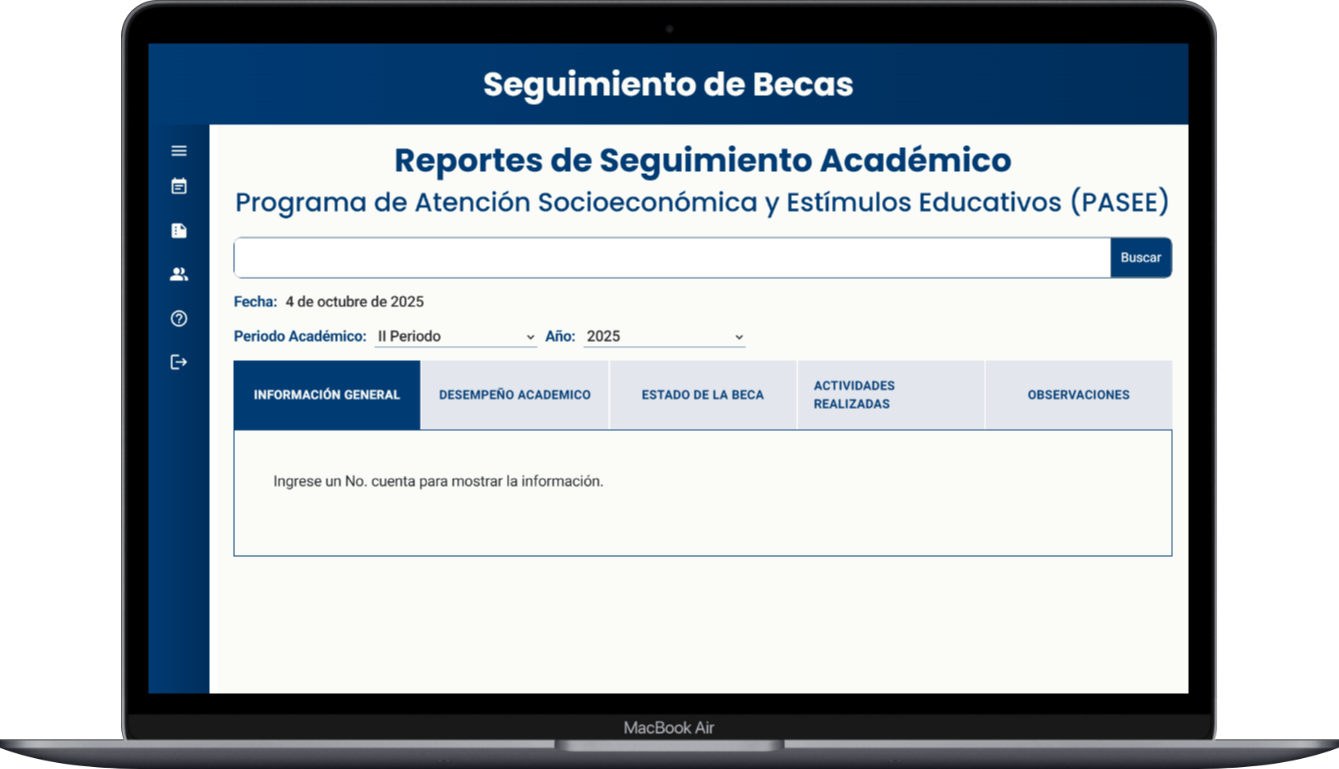 Seguimiento de Becas
Reportes de Seguimiento Académico
Programa de Atención Socioeconómica y Estímulos Educativos (PASEE)
Buscar
Fecha: 4 de octubre de 2025
Periodo Académico: II Periodo Año: 2025
INFORMACIÓN GENERAL
DESEMPEÑO ACADEMICO
ESTADO DE LA BECA
ACTIVIDADES
REALIZADAS
OBSERVACIONES
Ingrese un No. cuenta para mostrar la información.
MacBook Air